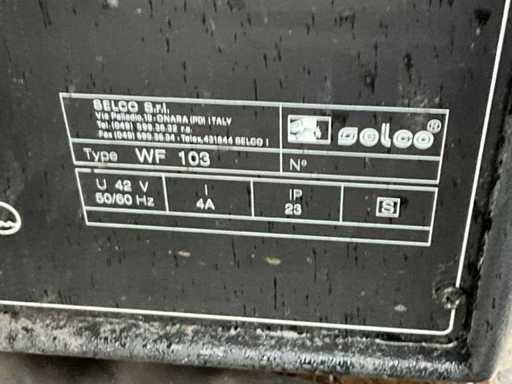 SELCO S.r.l.
Via Palladio,19-ONARA (PD) ITALY
Tel. (049) 599.36.32 r.a.
Fax (049) 599.36.34 - Telex.431844 SELCO I
selco®
Type WF 103
N°
U 42 V
50/60 Hz
I
4A
IP
23
S